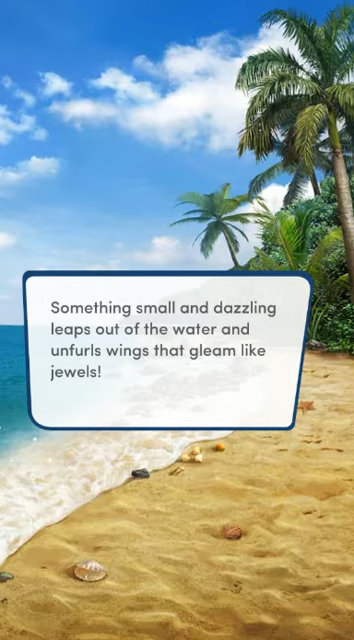 Something small and dazzling
leaps out of the water and
unfurls wings that gleam like
jewels!